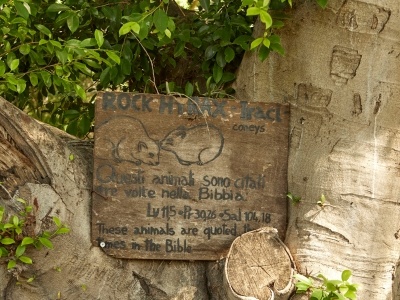 ROCK HYRAX Iraci
coneys
Questi animali sono citati
tre volte nella Bibbia
Lv 11,5 - Pr 30,26 - Sal 104,18
These animals are quoted three
times in the Bible